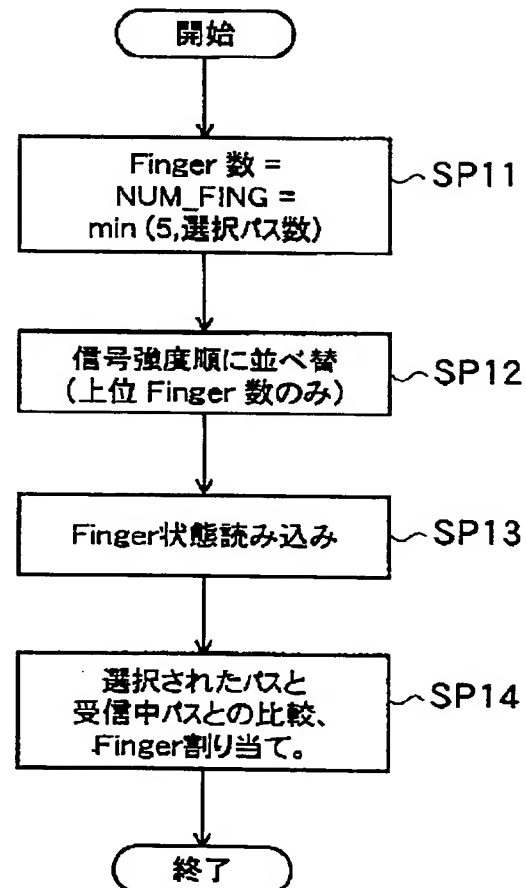 開始
Finger 数 =
NUM_FING =
min (5,選択パス数)
SP11
信号強度順に並べ替
(上位 Finger 数のみ)
SP12
Finger状態読み込み
SP13
選択されたパスと
受信中パスとの比較、
Finger割り当て。
SP14
終了